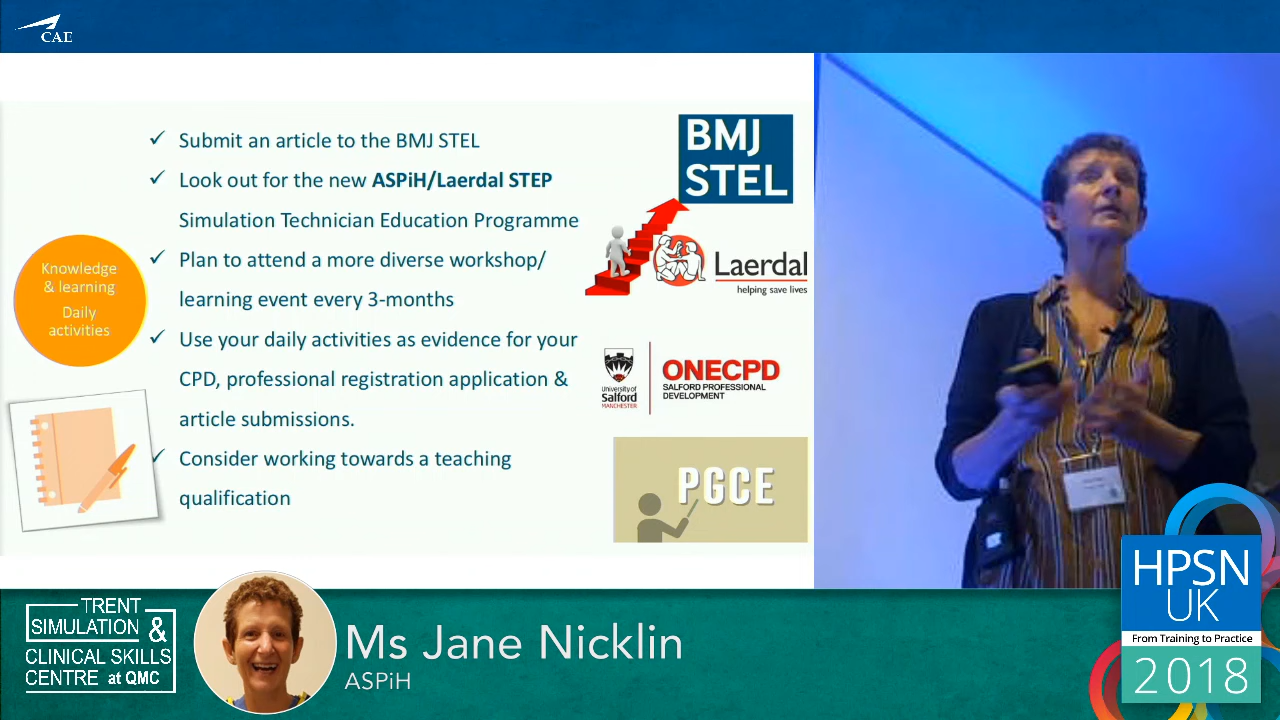 CAE
Submit an article to the BMJ STEL
Look out for the new ASPiH/Laerdal STEP
Simulation Technician Education Programme
Plan to attend a more diverse workshop/
learning event every 3-months
Use your daily activities as evidence for your
CPD, professional registration application &
article submissions.
Consider working towards a teaching
qualification
Knowledge
& learning
Daily
activities
BMJ
STEL
Laerdal
helping save lives
University of
Salford
MANCHESTER
ONECPD
SALFORD PROFESSIONAL
DEVELOPMENT
PGCE
TRENT
SIMULATION &
CLINICAL SKILLS
CENTRE at QMC
Ms Jane Nicklin
ASPiH
HPSN
UK
From Training to Practice
2018